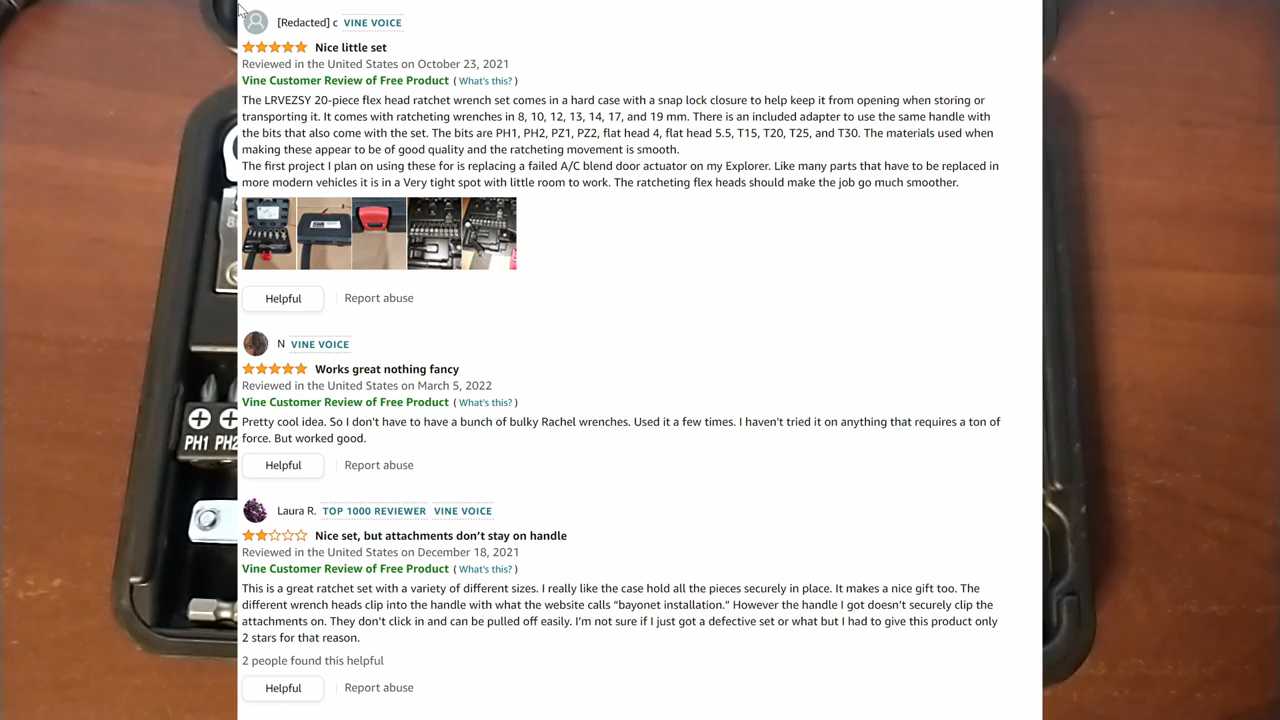 [Redacted] c VINE VOICE
Nice little set
Reviewed in the United States on October 23, 2021
Vine Customer Review of Free Product ( What's this? )
The LRVEZSY 20-piece flex head ratchet wrench set comes in a hard case with a snap lock closure to help keep it from opening when storing or
transporting it. It comes with ratcheting wrenches in 8, 10, 12, 13, 14, 17, and 19 mm. There is an included adapter to use the same handle with
the bits that also come with the set. The bits are PH1, PH2, PZ1, PZ2, flat head 4, flat head 5.5, T15, T20, T25, and T30. The materials used when
making these appear to be of good quality and the ratcheting movement is smooth.
The first project I plan on using these for is replacing a failed A/C blend door actuator on my Explorer. Like many parts that have to be replaced in
more modern vehicles it is in a Very tight spot with little room to work. The ratcheting flex heads should make the job go much smoother.
Helpful Report abuse
N VINE VOICE
Works great nothing fancy
Reviewed in the United States on March 5, 2022
Vine Customer Review of Free Product ( What's this? )
Pretty cool idea. So I don't have to have a bunch of bulky Rachel wrenches. Used it a few times. I haven't tried it on anything that requires a ton of
force. But worked good.
PH1 PH2
Helpful Report abuse
Laura R. TOP 1000 REVIEWER VINE VOICE
Nice set, but attachments don’t stay on handle
Reviewed in the United States on December 18, 2021
Vine Customer Review of Free Product ( What's this? )
This is a great ratchet set with a variety of different sizes. I really like the case hold all the pieces securely in place. It makes a nice gift too. The
different wrench heads clip into the handle with what the website calls “bayonet installation.” However the handle I got doesn’t securely clip the
attachments on. They don’t click in and can be pulled off easily. I’m not sure if I just got a defective set or what but I had to give this product only
2 stars for that reason.
2 people found this helpful
Helpful Report abuse